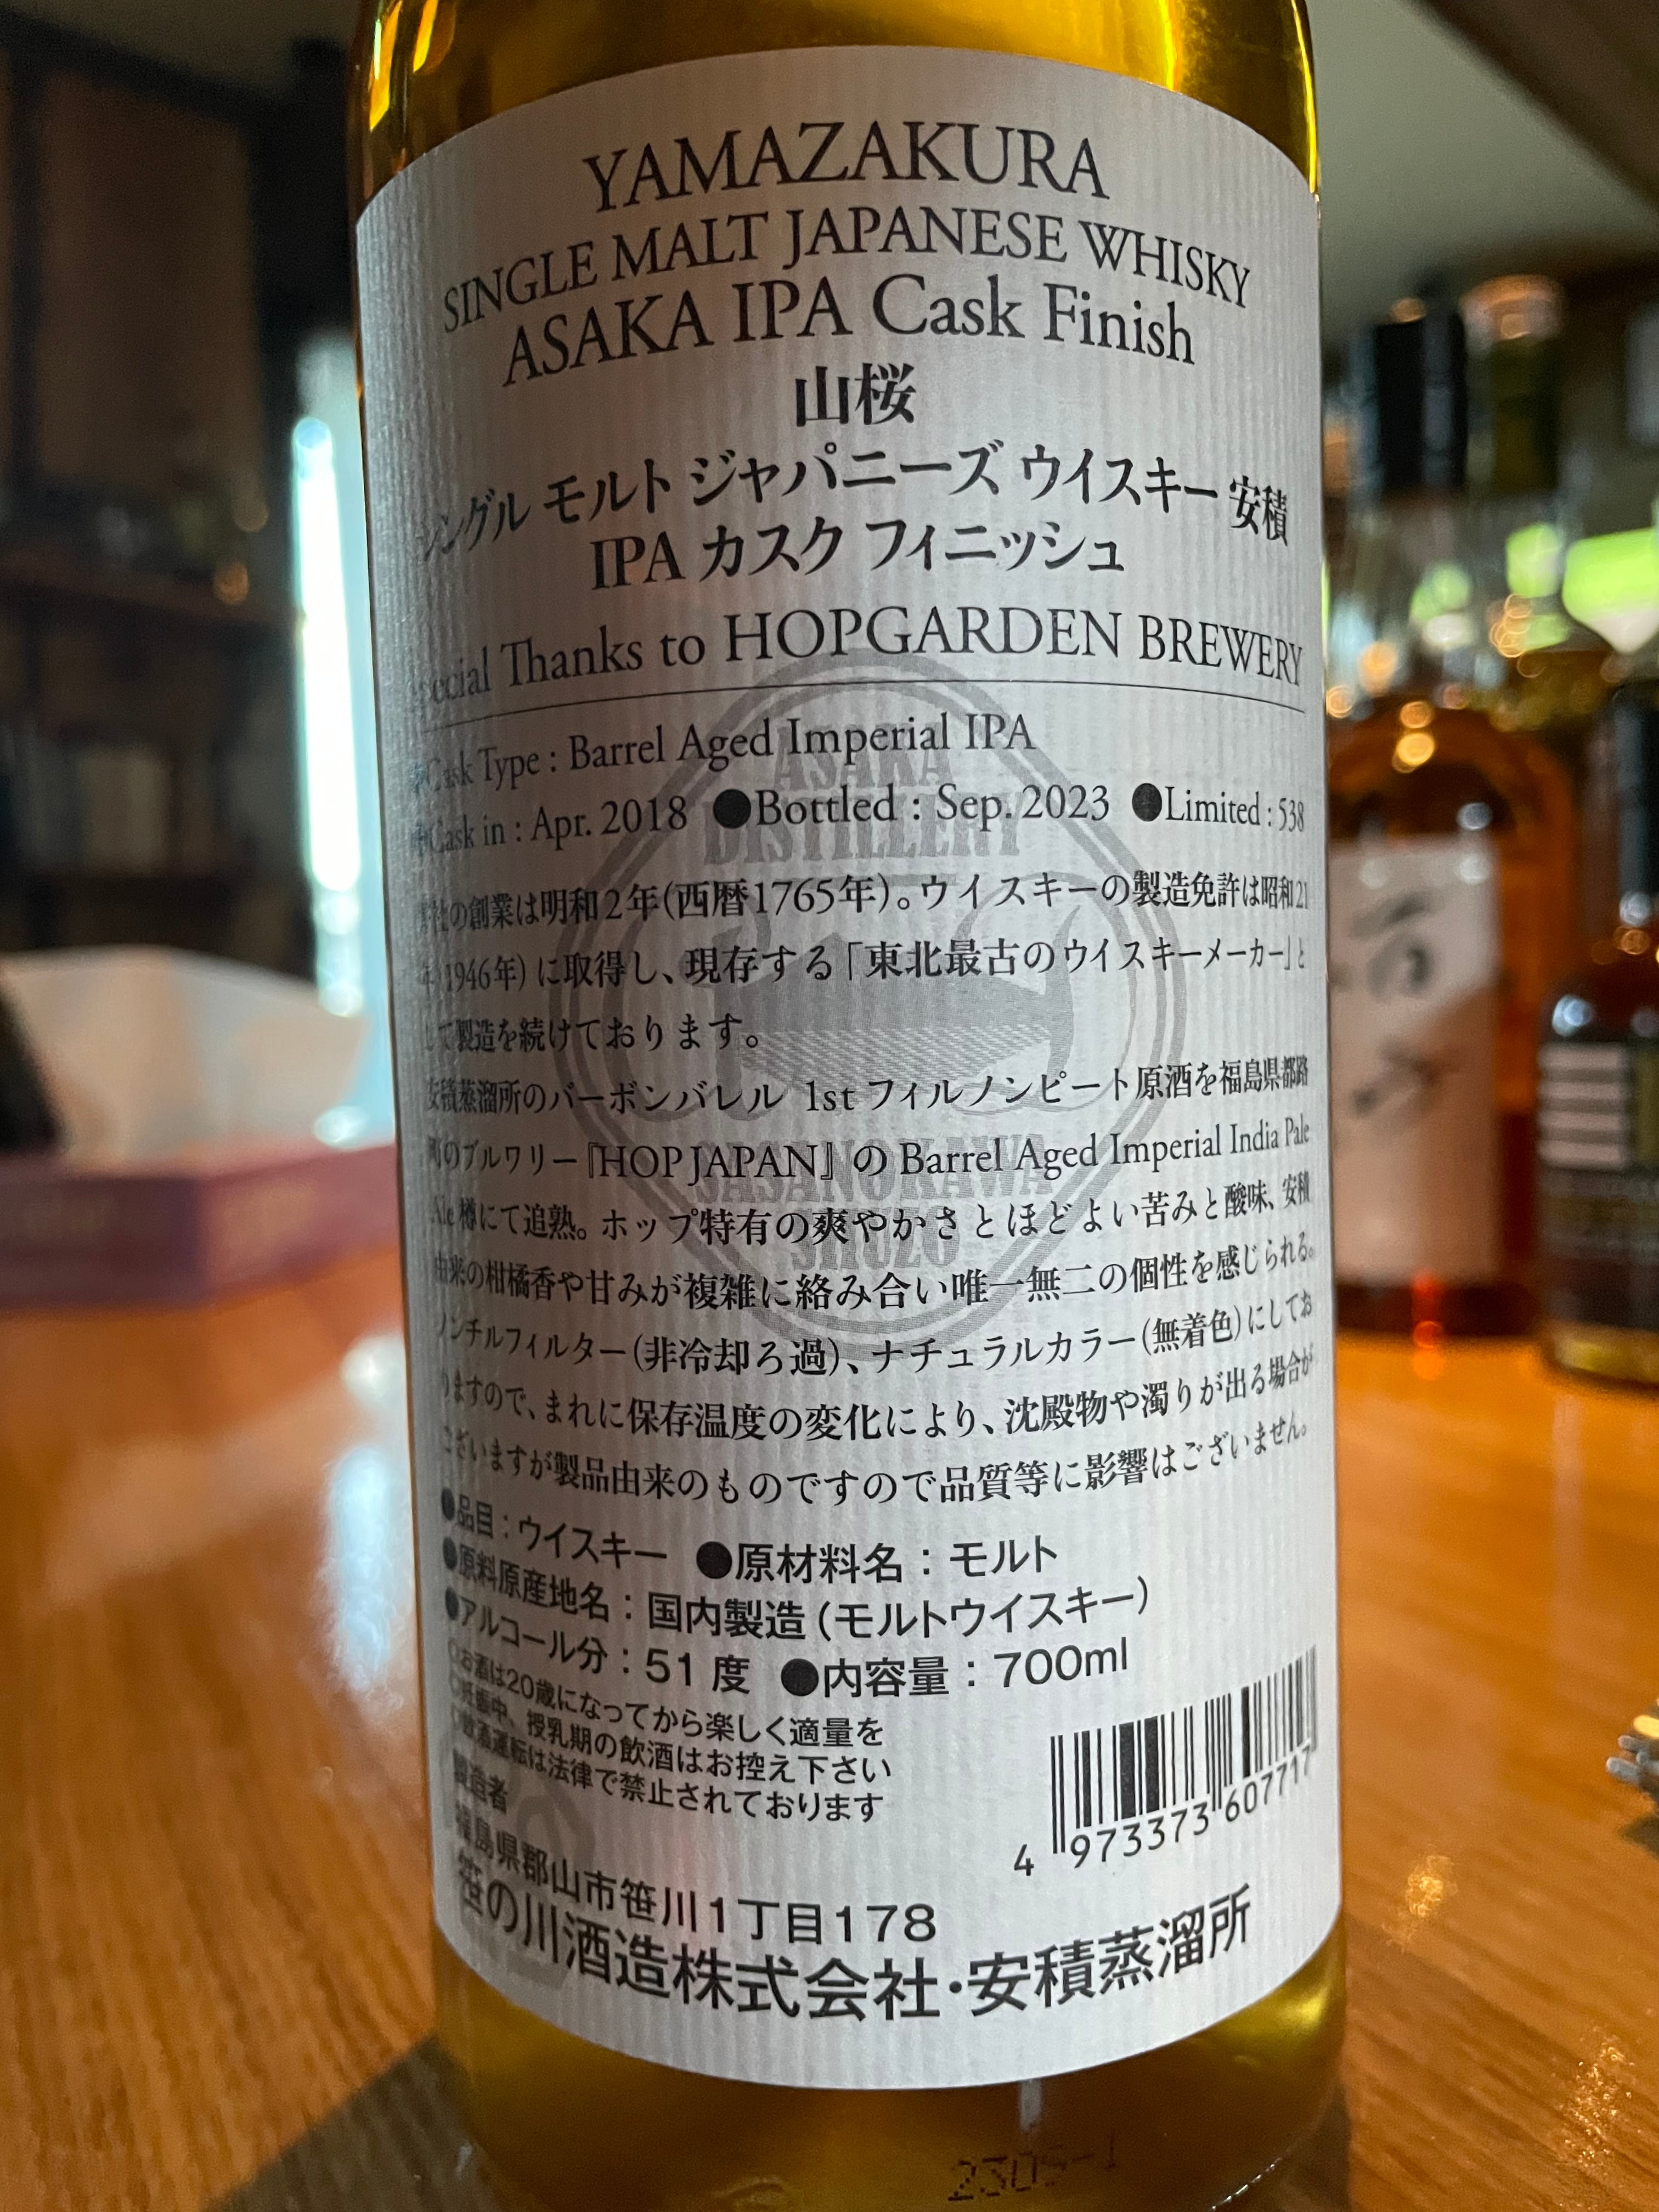 YAMAZAKURA
SINGLE MALT JAPANESE WHISKY
ASAKA IPA Cask Finish
山桜
シングル モルト ジャパニーズ ウイスキー 安積
IPA カスク フィニッシュ
Special Thanks to HOPGARDEN BREWERY
●Cask Type : Barrel Aged Imperial IPA
●Cask in : Apr. 2018 ●Bottled : Sep. 2023 ●Limited : 538
弊社の創業は明和2年(西暦1765年)。ウイスキーの製造免許は昭和21
年(1946年)に取得し、現存する「東北最古のウイスキーメーカー」と
して製造を続けております。
安積蒸溜所のバーボンバレル 1stフィルノンピート原酒を福島県都路
町のブルワリー『HOP JAPAN』の Barrel Aged Imperial India Pale
Ale 樽にて追熟。ホップ特有の爽やかさとほどよい苦みと酸味、安積
由来の柑橘香や甘みが複雑に絡み合い唯一無二の個性を感じられる。
ノンチルフィルター(非冷却ろ過)、ナチュラルカラー(無着色)にしてお
りますので、まれに保存温度の変化により、沈殿物や濁りが出る場合が
ございますが製品由来のものですので品質等に影響はございません。
●品目：ウイスキー ●原材料名：モルト
●原料原産地名：国内製造(モルトウイスキー)
●アルコール分：51度 ●内容量：700ml
○お酒は20歳になってから楽しく適量を
○妊娠中、授乳期の飲酒はお控え下さい
○飲酒運転は法律で禁止されております
製造者
福島県郡山市笹川1丁目178
笹の川酒造株式会社・安積蒸溜所
4 973373 607717
ASAKA
DISTILLERY
SASANOKAWA
SHUZO
2309-1